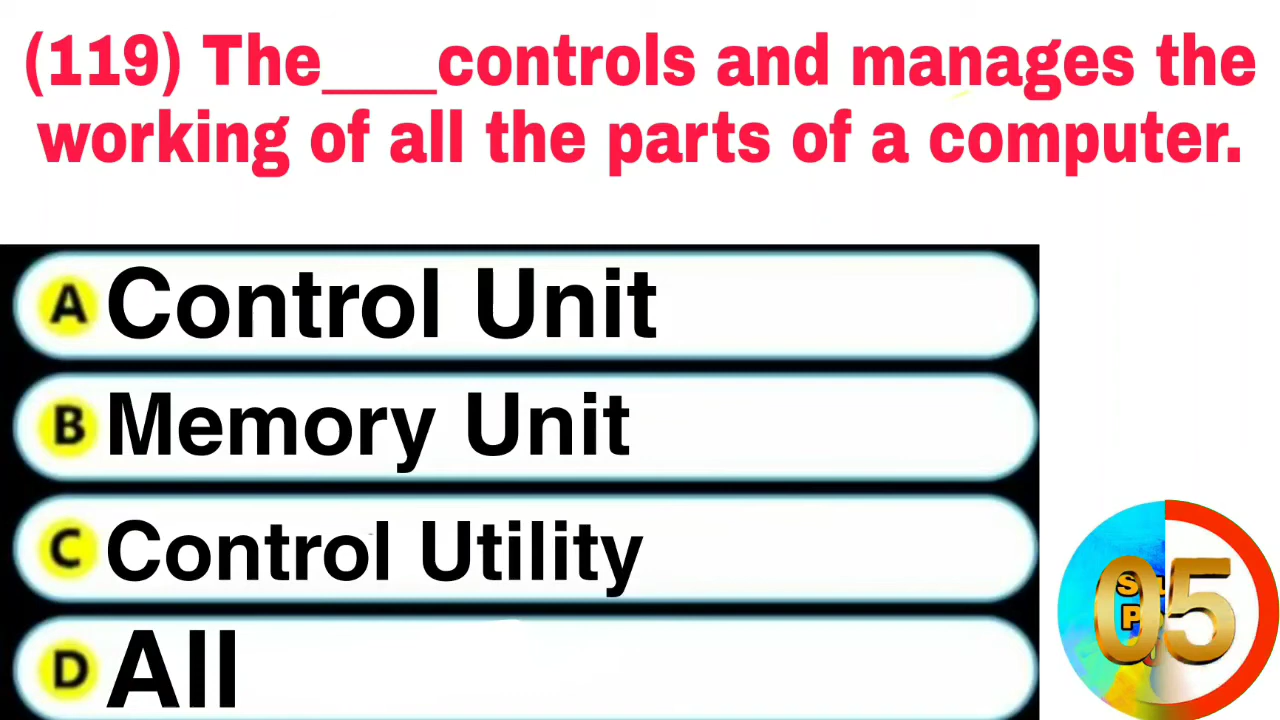 (119) The____controls and manages the
working of all the parts of a computer.
A Control Unit
B Memory Unit
C Control Utility
D All
05